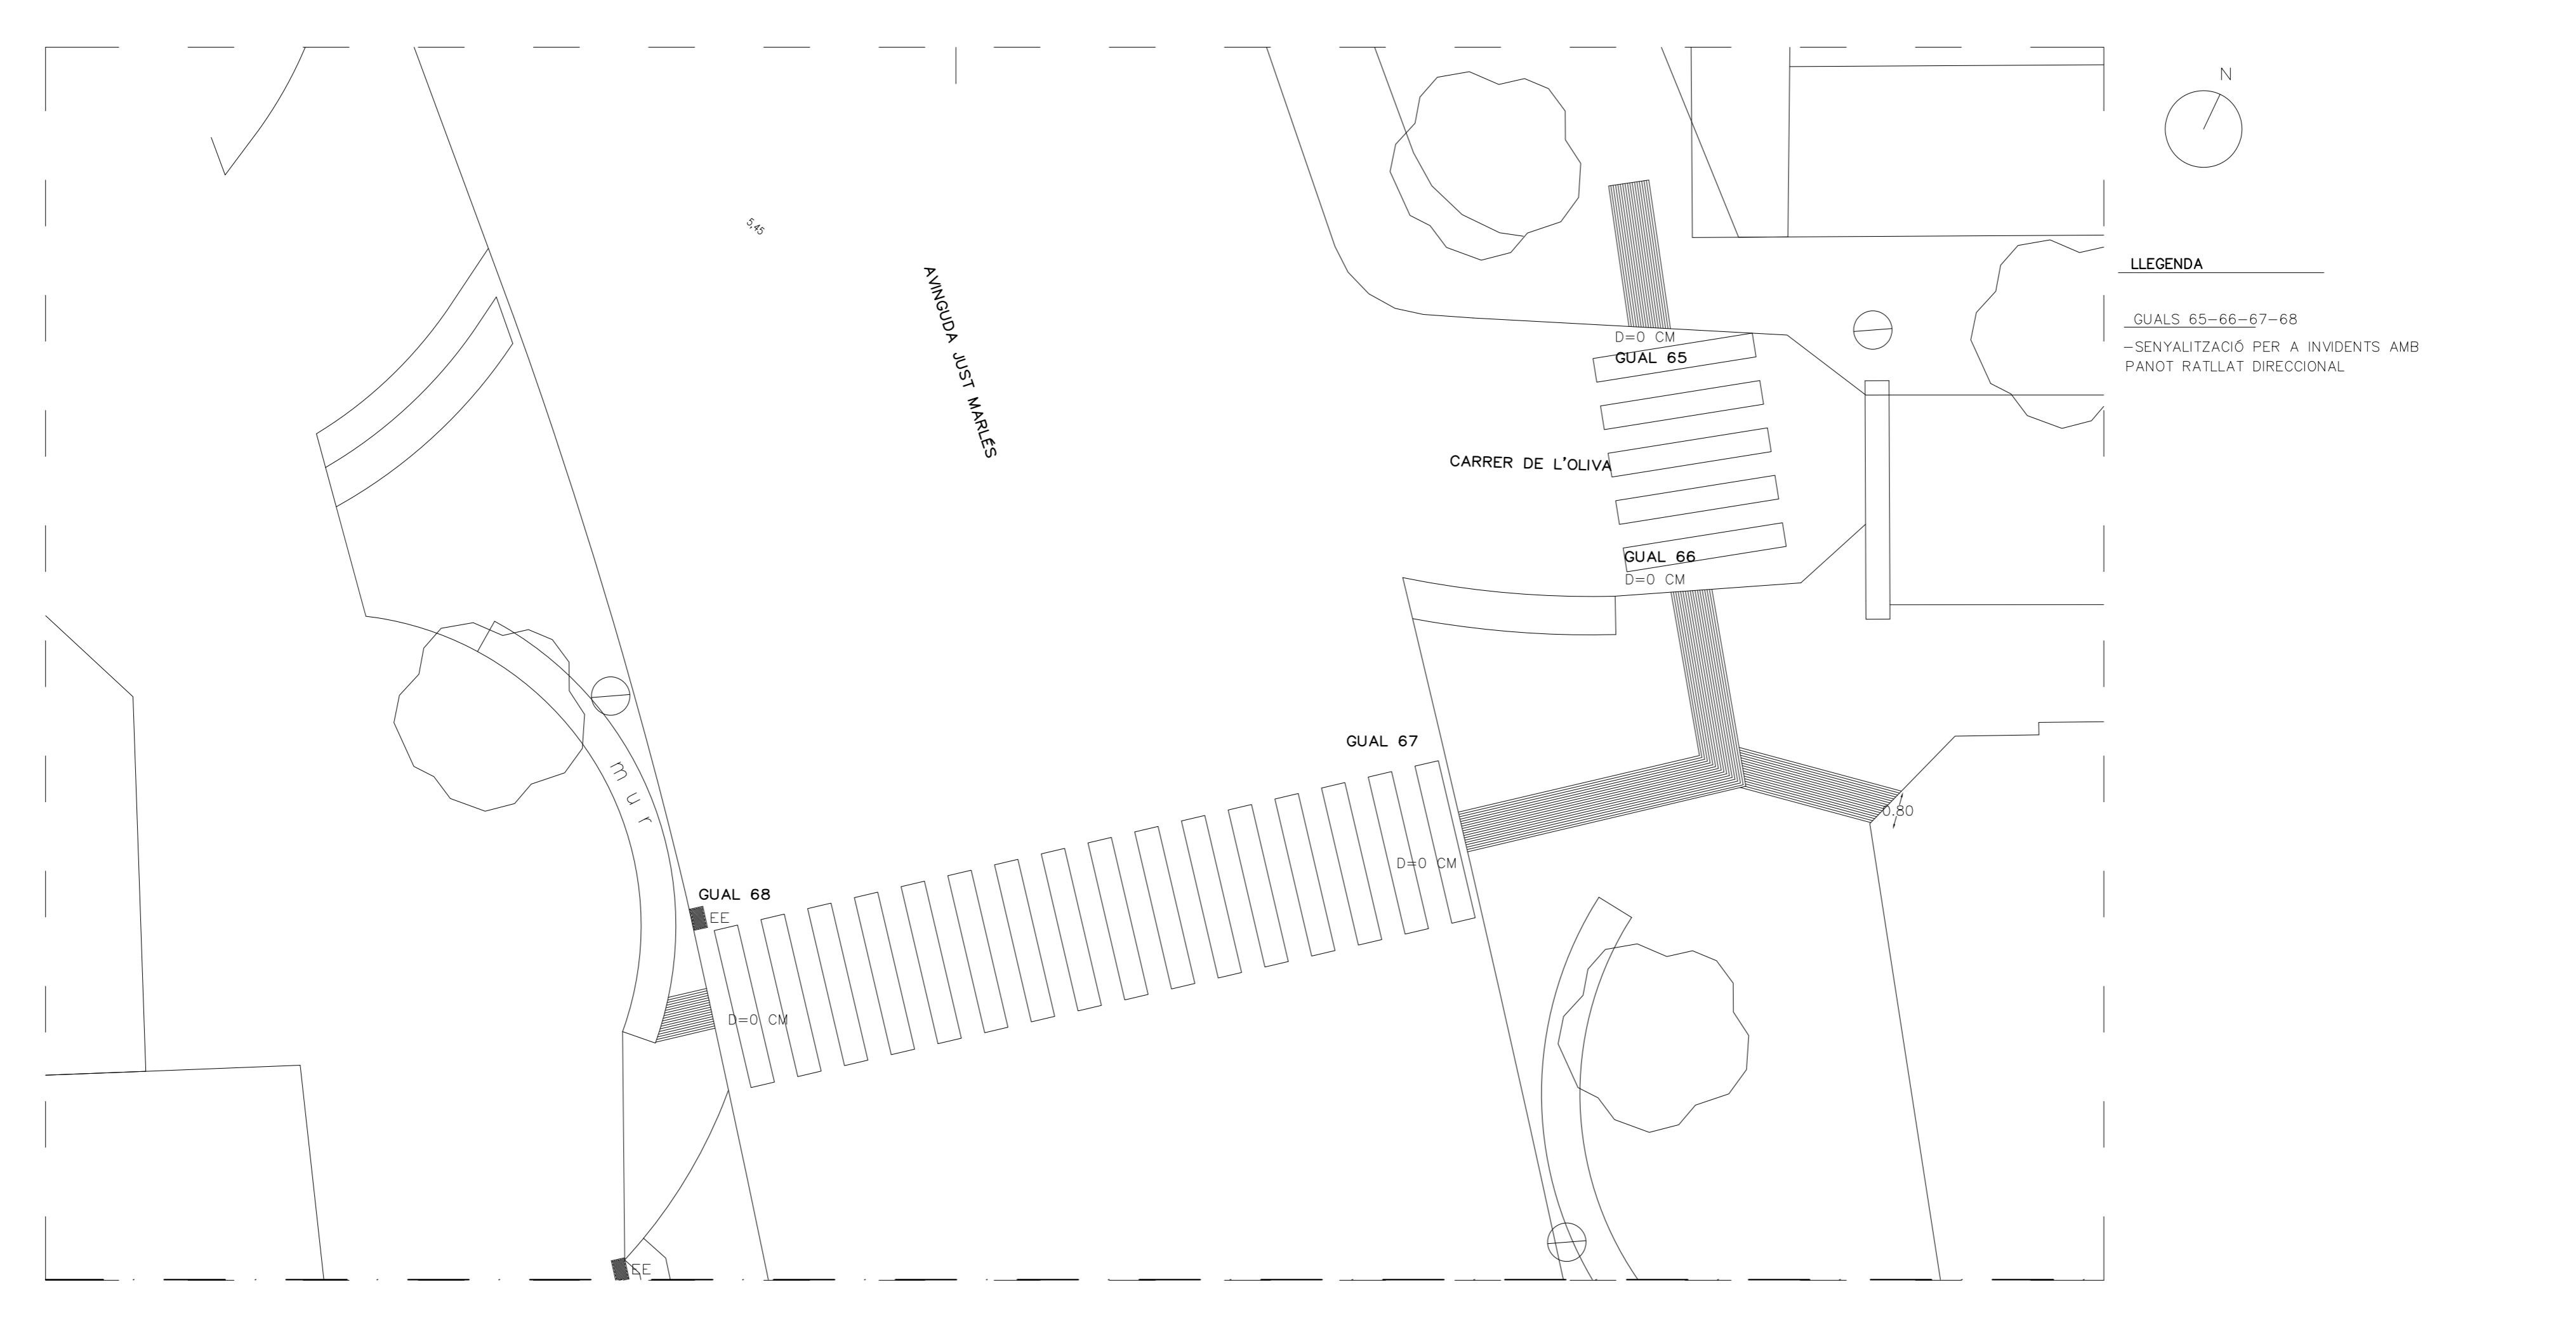 N
5,45
AVINGUDA JUST MARLÉS
LLEGENDA
GUALS 65-66-67-68
-SENYALITZACIÓ PER A INVIDENTS AMB
PANOT RATLLAT DIRECCIONAL
D=0 CM
GUAL 65
CARRER DE L'OLIVA
GUAL 66
D=0 CM
GUAL 67
mur
0.80
D=0 CM
GUAL 68
EE
D=0 CM
EE